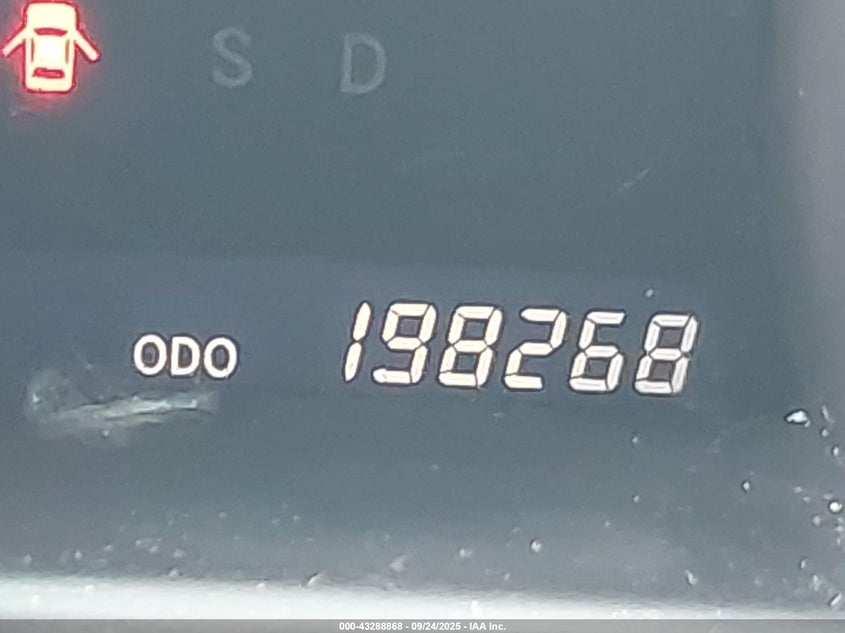 S D
ODO 198268
000-43288868 - 09/24/2025 - IAA Inc.